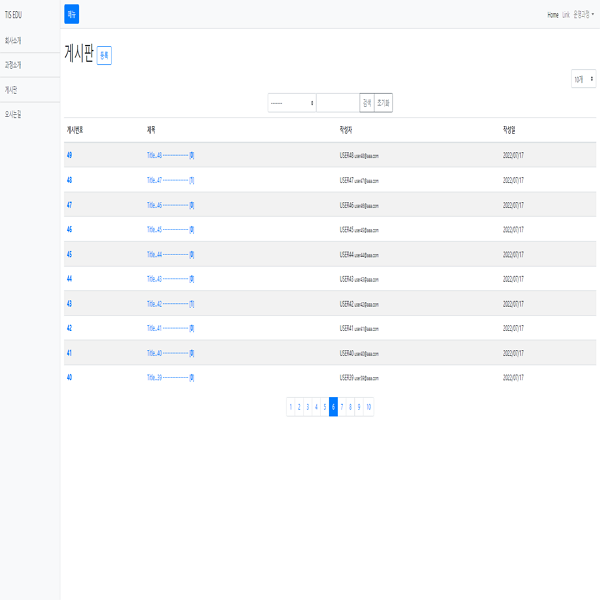 TIS EDU
메뉴
Home Link 운영과정
회사소개
과정소개
게시판
오시는길
게시판 등록
10개
-------- 검색 초기화
게시번호 제목 작성자 작성일
49 Title...48 ---------------- [0] USER48 user48@aaa.com 2022/07/17
48 Title...47 ---------------- [1] USER47 user47@aaa.com 2022/07/17
47 Title...46 ---------------- [0] USER46 user46@aaa.com 2022/07/17
46 Title...45 ---------------- [0] USER45 user45@aaa.com 2022/07/17
45 Title...44 ---------------- [0] USER44 user44@aaa.com 2022/07/17
44 Title...43 ---------------- [0] USER43 user43@aaa.com 2022/07/17
43 Title...42 ---------------- [1] USER42 user42@aaa.com 2022/07/17
42 Title...41 ---------------- [0] USER41 user41@aaa.com 2022/07/17
41 Title...40 ---------------- [0] USER40 user40@aaa.com 2022/07/17
40 Title...39 ---------------- [0] USER39 user39@aaa.com 2022/07/17
1 2 3 4 5 6 7 8 9 10